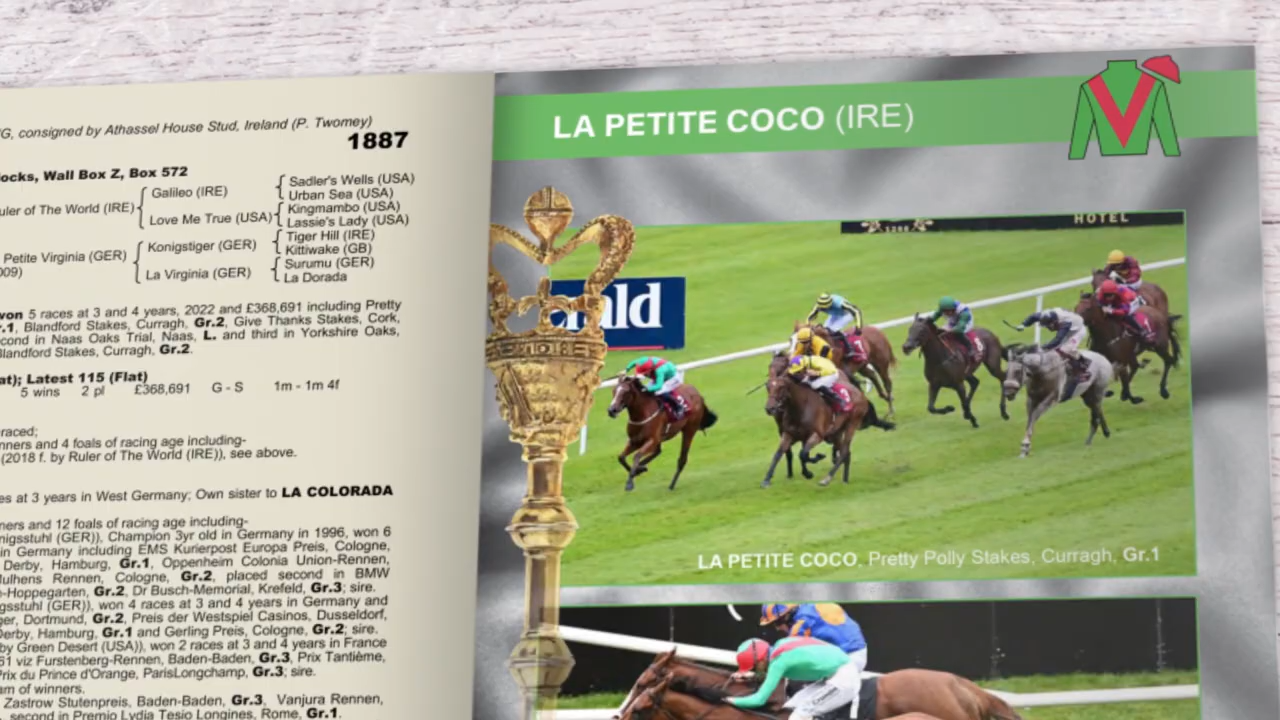 G, consigned by Athassel House Stud, Ireland (P. Twomey)
1887
ocks, Wall Box Z, Box 572
uler of The World (IRE)
Galileo (IRE)
Love Me True (USA)
Sadler's Wells (USA)
Urban Sea (USA)
Kingmambo (USA)
Lassie's Lady (USA)
Petite Virginia (GER)
009)
Konigstiger (GER)
La Virginia (GER)
Tiger Hill (IRE)
Kittiwake (GB)
Surumu (GER)
La Dorada
won 5 races at 3 and 4 years, 2022 and £368,691 including Pretty
r.1, Blandford Stakes, Curragh, Gr.2, Give Thanks Stakes, Cork,
econd in Naas Oaks Trial, Naas, L. and third in Yorkshire Oaks,
Blandford Stakes, Curragh, Gr.2.
at); Latest 115 (Flat)
5 wins 2 pl £368,691 G - S 1m - 1m 4f
raced;
nners and 4 foals of racing age including-
(2018 f. by Ruler of The World (IRE)), see above.
es at 3 years in West Germany; Own sister to LA COLORADA
ners and 12 foals of racing age including-
nigsstuhl (GER)), Champion 3yr old in Germany in 1996, won 6
in Germany including EMS Kurierpost Europa Preis, Cologne,
Derby, Hamburg, Gr.1, Oppenheim Colonia Union-Rennen,
Mulhens Rennen, Cologne, Gr.2, placed second in BMW
-Hoppegarten, Gr.2, Dr Busch-Memorial, Krefeld, Gr.3; sire.
gsstuhl (GER)), won 4 races at 3 and 4 years in Germany and
ger, Dortmund, Gr.2, Preis der Westspiel Casinos, Dusseldorf,
Derby, Hamburg, Gr.1 and Gerling Preis, Cologne, Gr.2; sire.
by Green Desert (USA)), won 2 races at 3 and 4 years in France
61 viz Furstenberg-Rennen, Baden-Baden, Gr.3, Prix Tantième,
Prix du Prince d'Orange, ParisLongchamp, Gr.3; sire.
am of winners.
Zastrow Stutenpreis, Baden-Baden, Gr.3, Vanjura Rennen,
second in Premio Lydia Tesio Longines, Rome, Gr.1.
LA PETITE COCO (IRE)
HOTEL
rald
LA PETITE COCO, Pretty Polly Stakes, Curragh, Gr.1